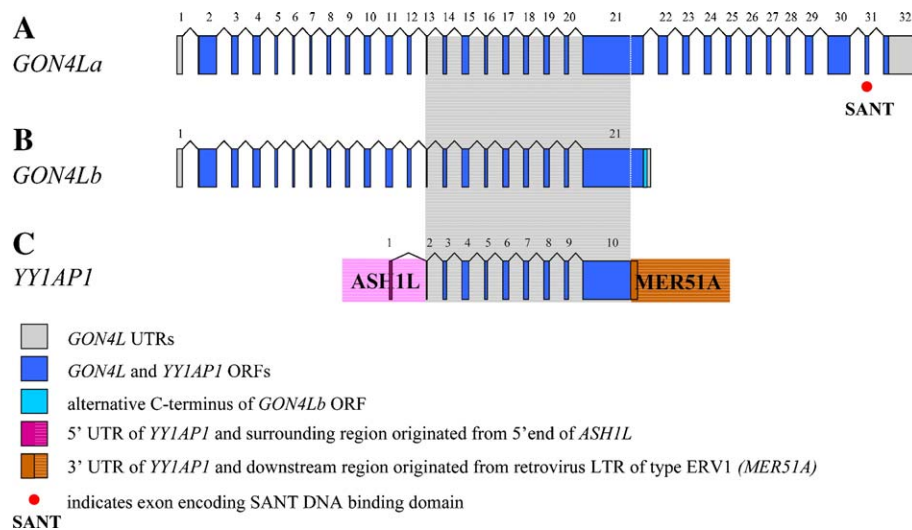 1 2 3 4 5 6 7 8 9 10 11 12 13 14 15 16 17 18 19 20 21 22 23 24 25 26 27 28 29 30 31 32
A
GON4La
SANT
B
1 21
GON4Lb
C
1 2 3 4 5 6 7 8 9 10
YY1AP1
ASH1L MER51A
GON4L UTRs
GON4L and YY1AP1 ORFs
alternative C-terminus of GON4Lb ORF
5' UTR of YY1AP1 and surrounding region originated from 5'end of ASH1L
3' UTR of YY1AP1 and downstream region originated from retrovirus LTR of type ERV1 (MER51A)
indicates exon encoding SANT DNA binding domain
SANT